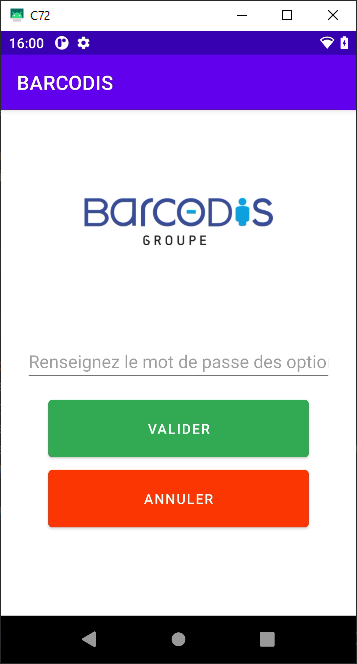 C72
16:00
BARCODIS
BarcodiS
GROUPE
Renseignez le mot de passe des optio
VALIDER
ANNULER